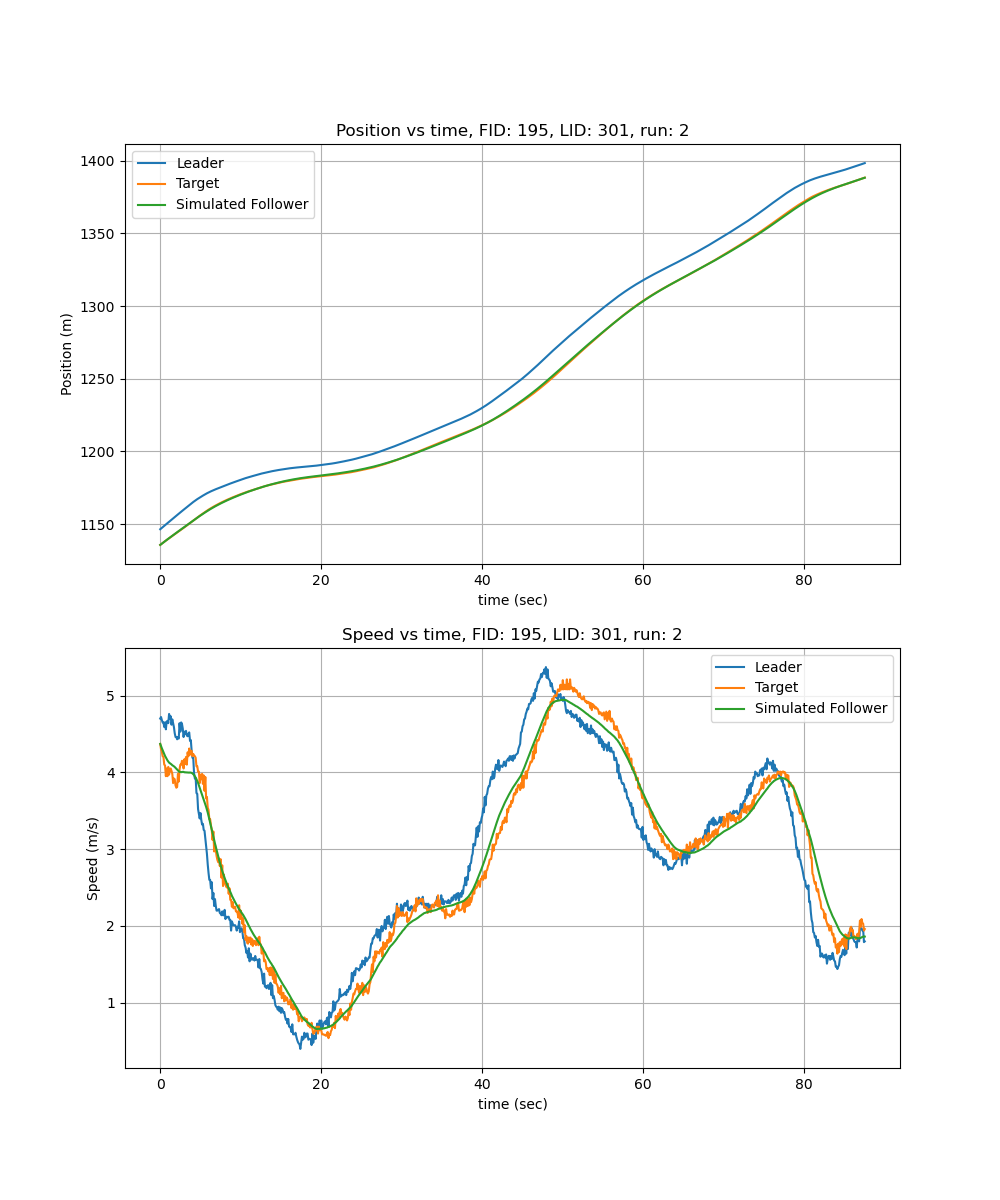 Position vs time, FID: 195, LID: 301, run: 2
Leader
Target
Simulated Follower
1400
1350
1300
1250
1200
1150
Position (m)
0 20 40 60 80
time (sec)
Speed vs time, FID: 195, LID: 301, run: 2
Leader
Target
Simulated Follower
5
4
3
2
1
Speed (m/s)
0 20 40 60 80
time (sec)